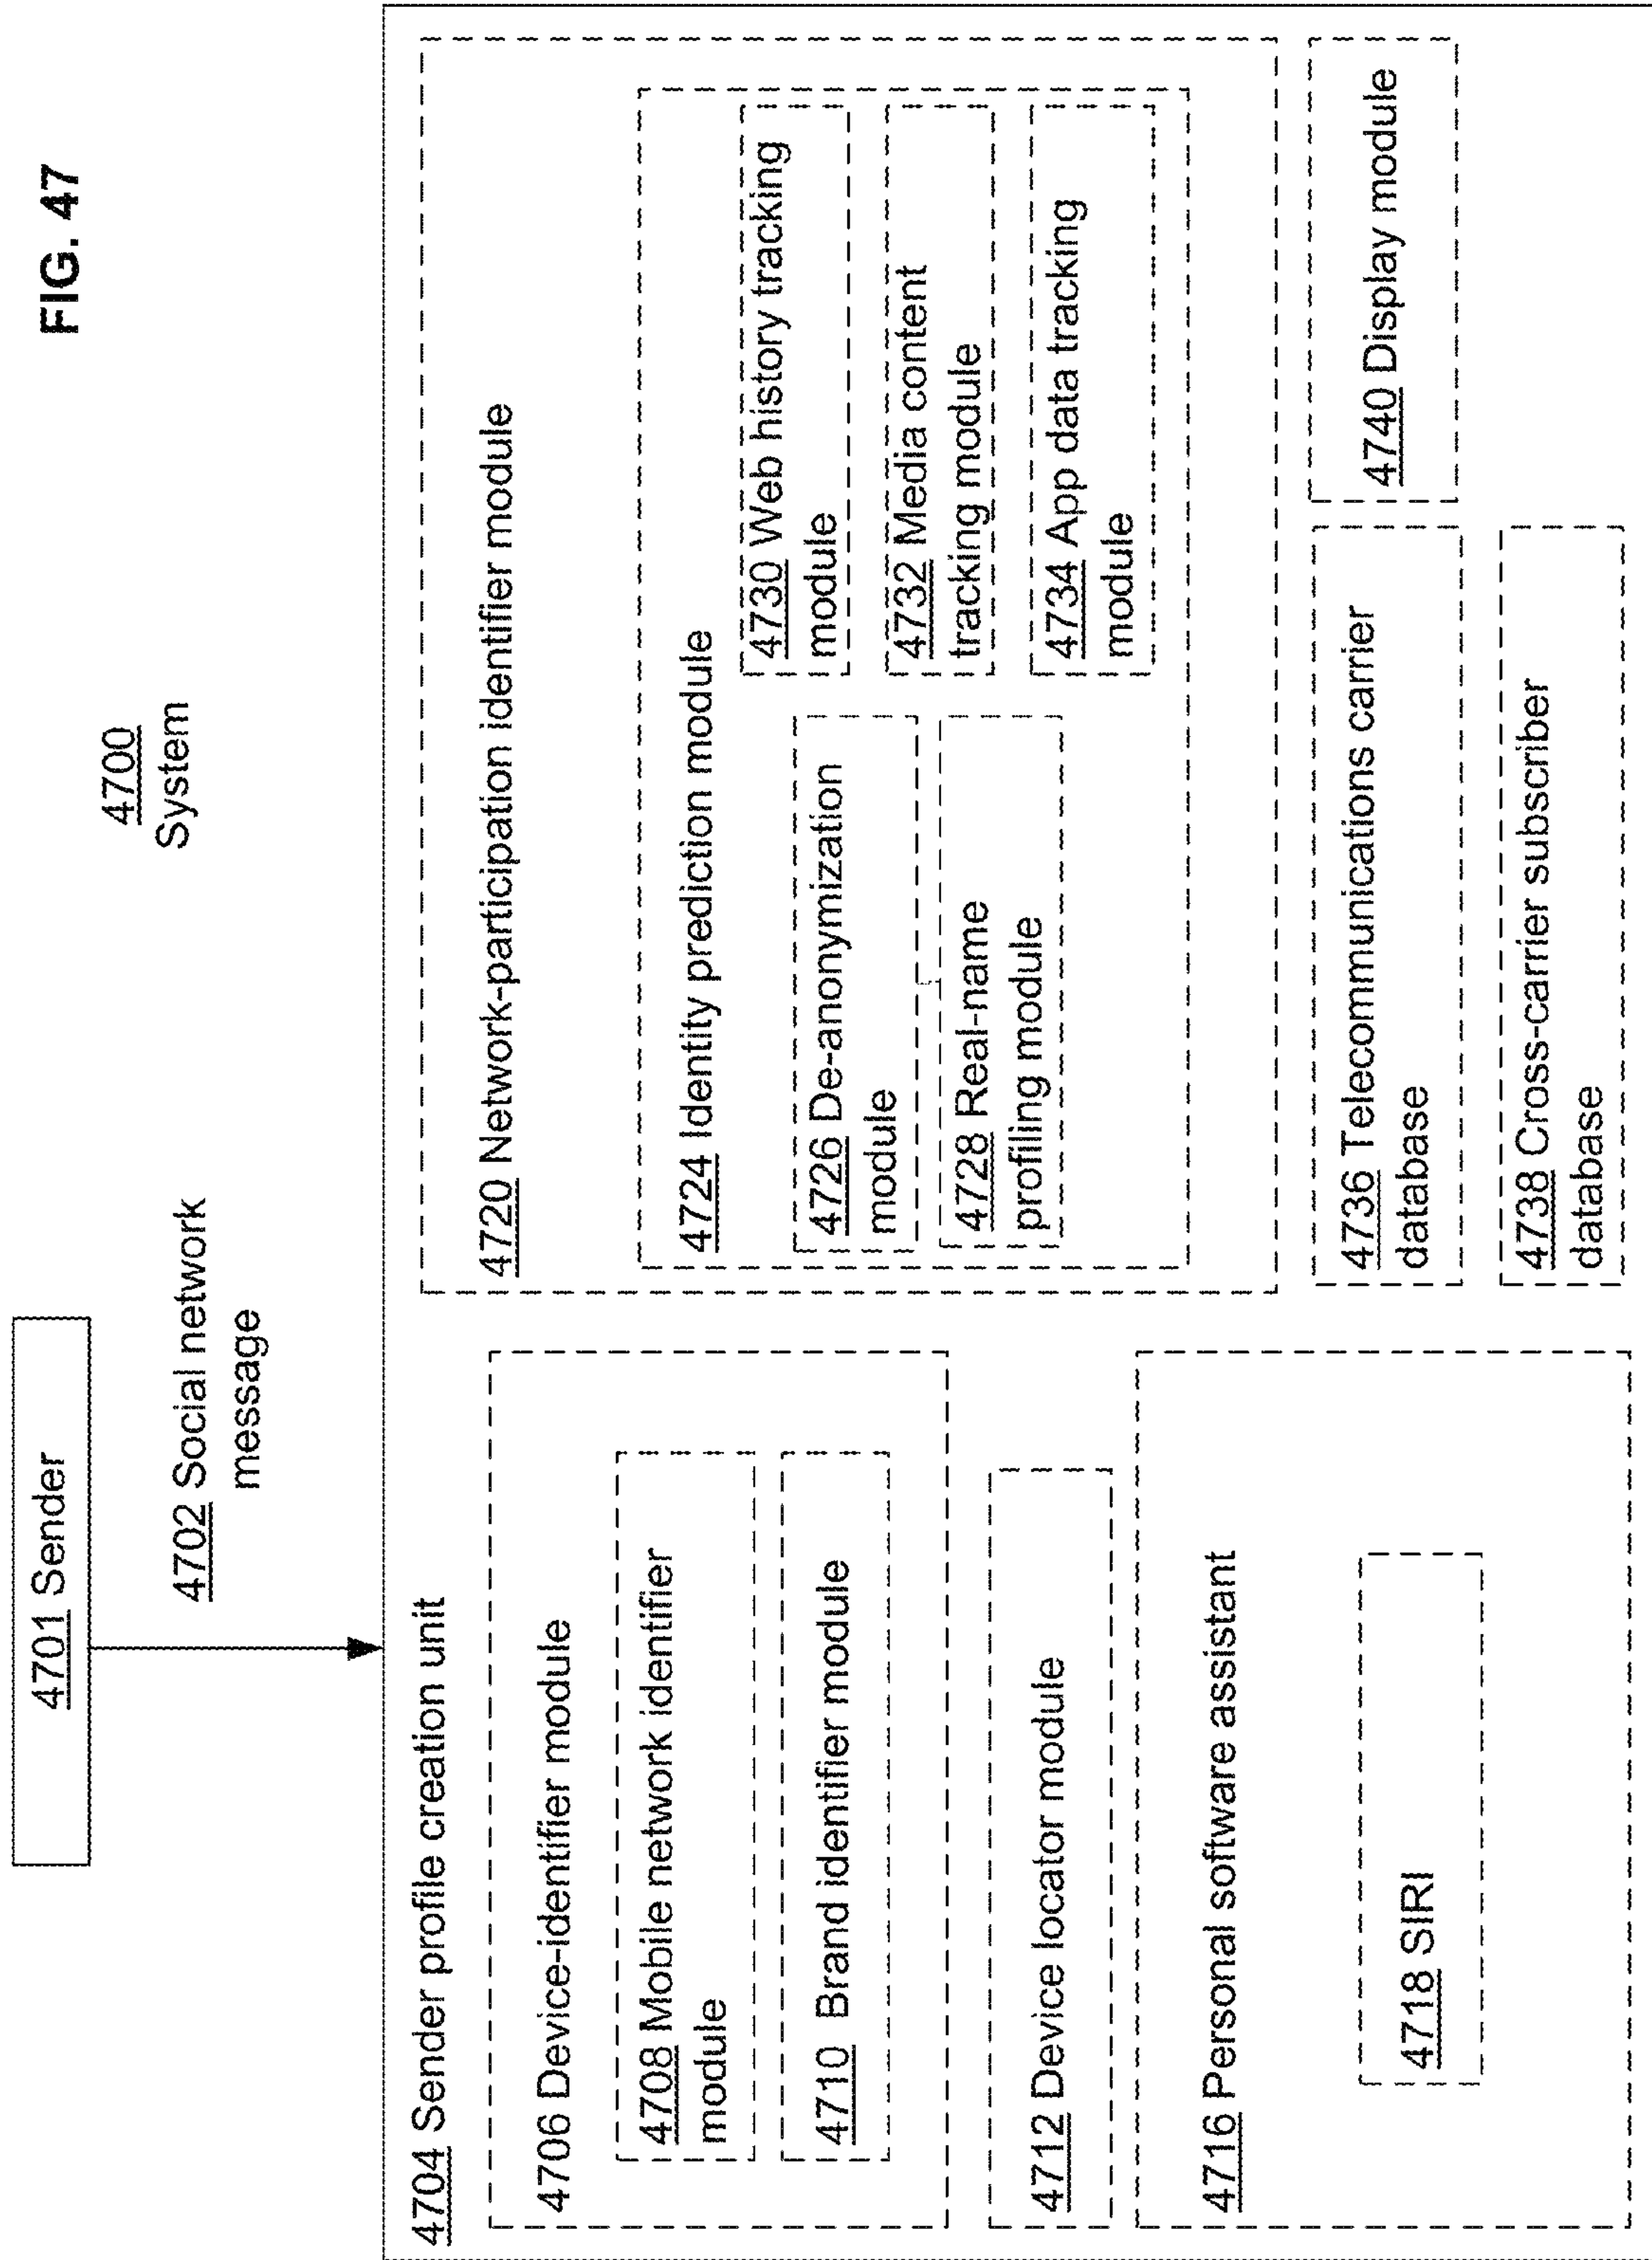 FIG. 47
4700
System
4701 Sender
4702 Social network
message
4704 Sender profile creation unit
4706 Device-identifier module
4708 Mobile network identifier
module
4710 Brand identifier module
4712 Device locator module
4716 Personal software assistant
4718 SIRI
4720 Network-participation identifier module
4724 Identity prediction module
4726 De-anonymization
module
4728 Real-name
profiling module
4730 Web history tracking
module
4732 Media content
tracking module
4734 App data tracking
module
4736 Telecommunications carrier
database
4738 Cross-carrier subscriber
database
4740 Display module